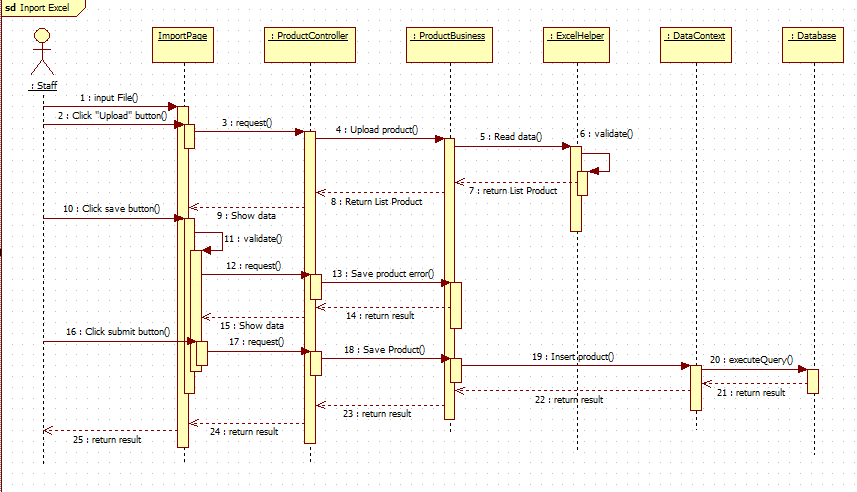 sd Import Excel
ImportPage
: ProductController
: ProductBusiness
: ExcelHelper
: DataContext
: Database
: Staff
1 : input File()
2 : Click "Upload" button()
3 : request()
4 : Upload product()
5 : Read data()
6 : validate()
7 : return List Product
8 : Return List Product
9 : Show data
10 : Click save button()
11 : validate()
12 : request()
13 : Save product error()
14 : return result
15 : Show data
16 : Click submit button()
17 : request()
18 : Save Product()
19 : Insert product()
20 : executeQuery()
21 : return result
22 : return result
23 : return result
24 : return result
25 : return result